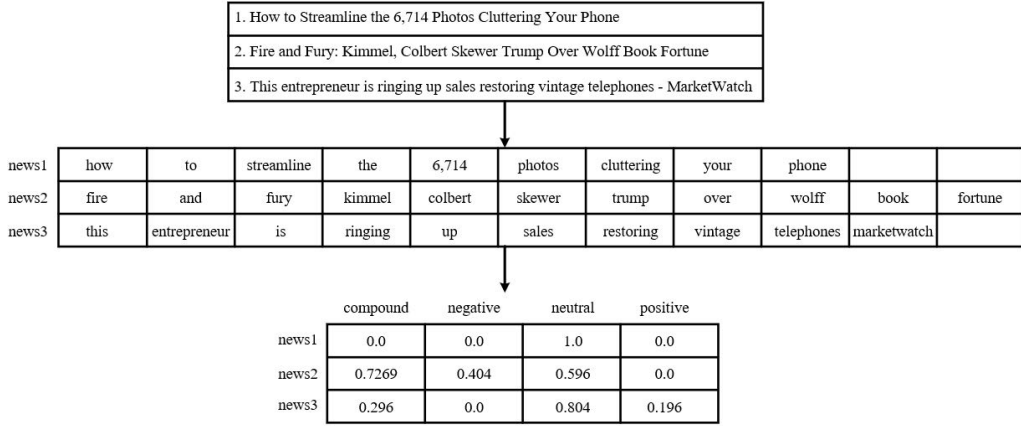 1. How to Streamline the 6,714 Photos Cluttering Your Phone
2. Fire and Fury: Kimmel, Colbert Skewer Trump Over Wolff Book Fortune
3. This entrepreneur is ringing up sales restoring vintage telephones - MarketWatch
news1 how to streamline the 6,714 photos cluttering your phone
news2 fire and fury kimmel colbert skewer trump over wolff book fortune
news3 this entrepreneur is ringing up sales restoring vintage telephones marketwatch
compound negative neutral positive
news1 0.0 0.0 1.0 0.0
news2 0.7269 0.404 0.596 0.0
news3 0.296 0.0 0.804 0.196